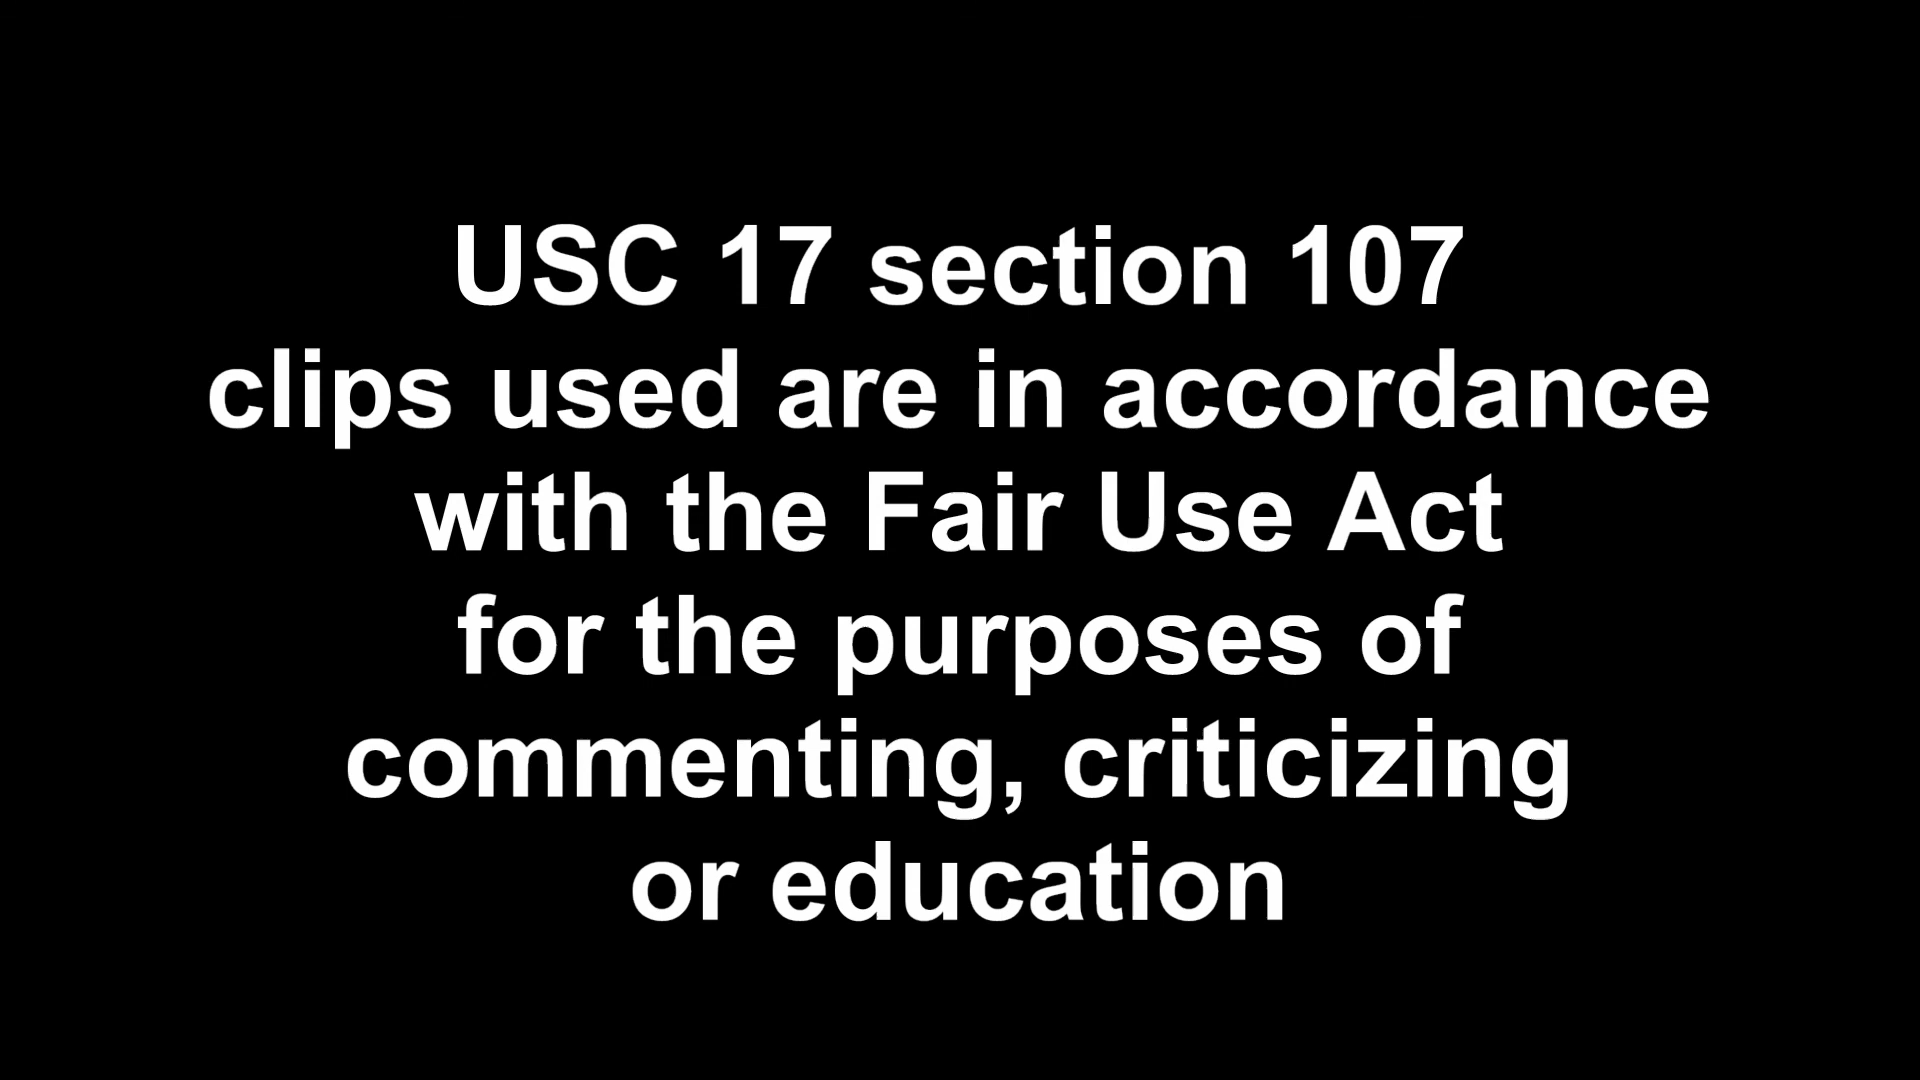 USC 17 section 107
clips used are in accordance
with the Fair Use Act
for the purposes of
commenting, criticizing
or education